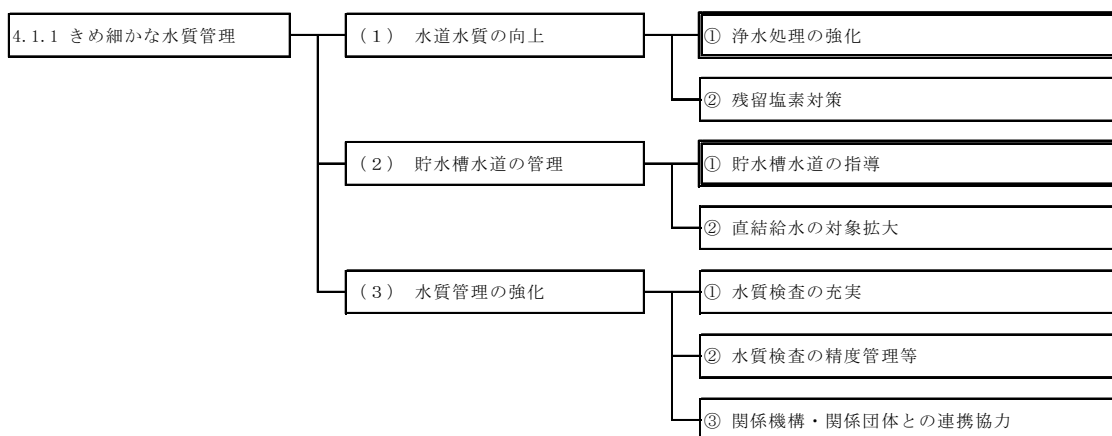 4.1.1 きめ細かな水質管理
(1) 水道水質の向上
① 浄水処理の強化
② 残留塩素対策
(2) 貯水槽水道の管理
① 貯水槽水道の指導
② 直結給水の対象拡大
(3) 水質管理の強化
① 水質検査の充実
② 水質検査の精度管理等
③ 関係機構・関係団体との連携協力